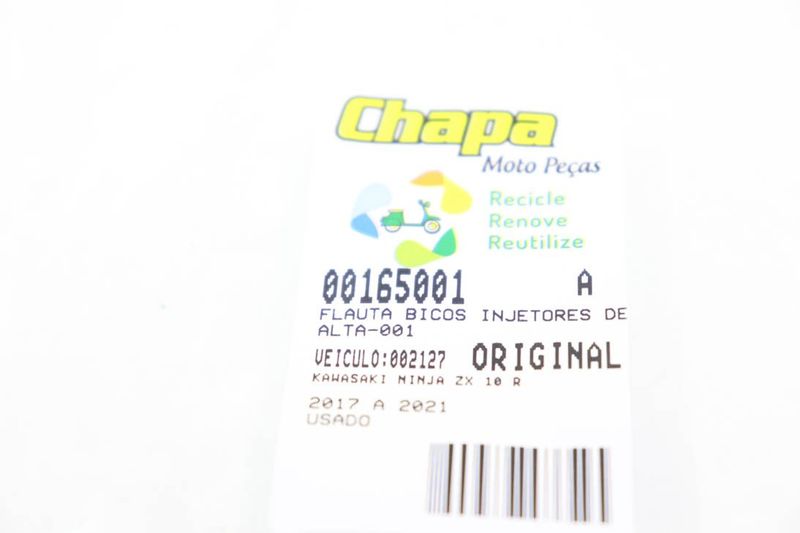 Chapa
Moto Peças
Recicle
Renove
Reutilize
00165001 A
FLAUTA BICOS INJETORES DE
ALTA-001
VEICULO:002127 ORIGINAL
KAWASAKI NINJA ZX 10 R
2017 A 2021
USADO